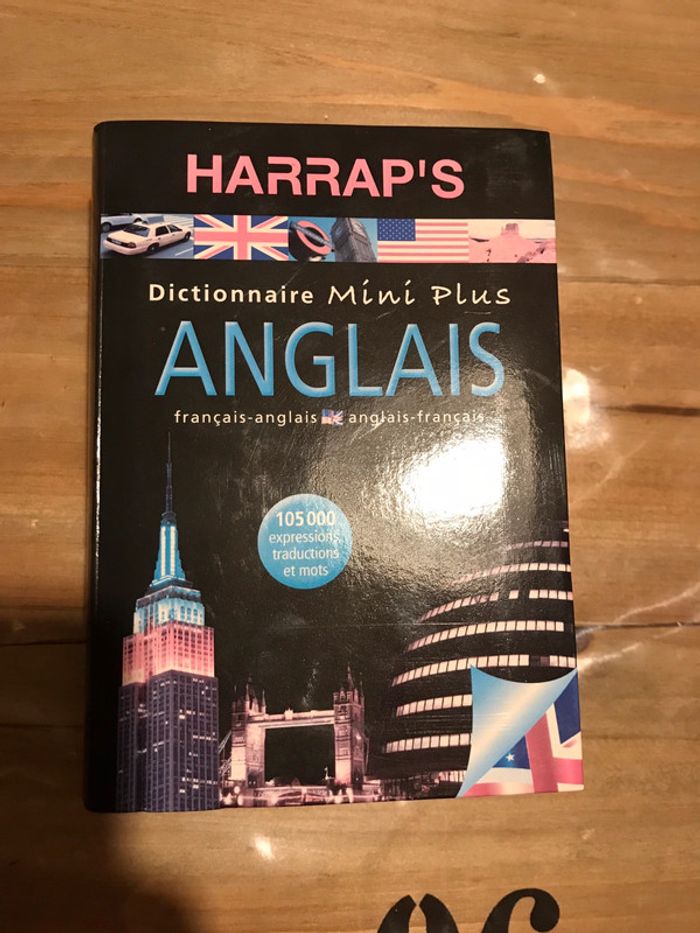 HARRAP'S
Dictionnaire Mini Plus
ANGLAIS
français-anglais anglais-français
105 000
expressions,
traductions
et mots